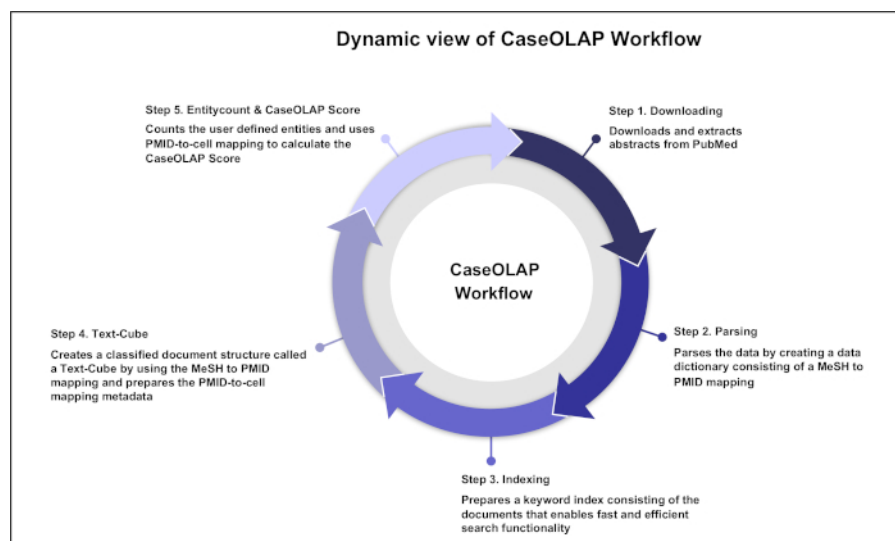 Dynamic view of CaseOLAP Workflow
Step 5. Entitycount & CaseOLAP Score
Counts the user defined entities and uses
PMID-to-cell mapping to calculate the
CaseOLAP Score
Step 1. Downloading
Downloads and extracts
abstracts from PubMed
CaseOLAP
Workflow
Step 4. Text-Cube
Creates a classified document structure called
a Text-Cube by using the MeSH to PMID
mapping and prepares the PMID-to-cell
mapping metadata
Step 2. Parsing
Parses the data by creating a data
dictionary consisting of a MeSH to
PMID mapping
Step 3. Indexing
Prepares a keyword index consisting of the
documents that enables fast and efficient
search functionality